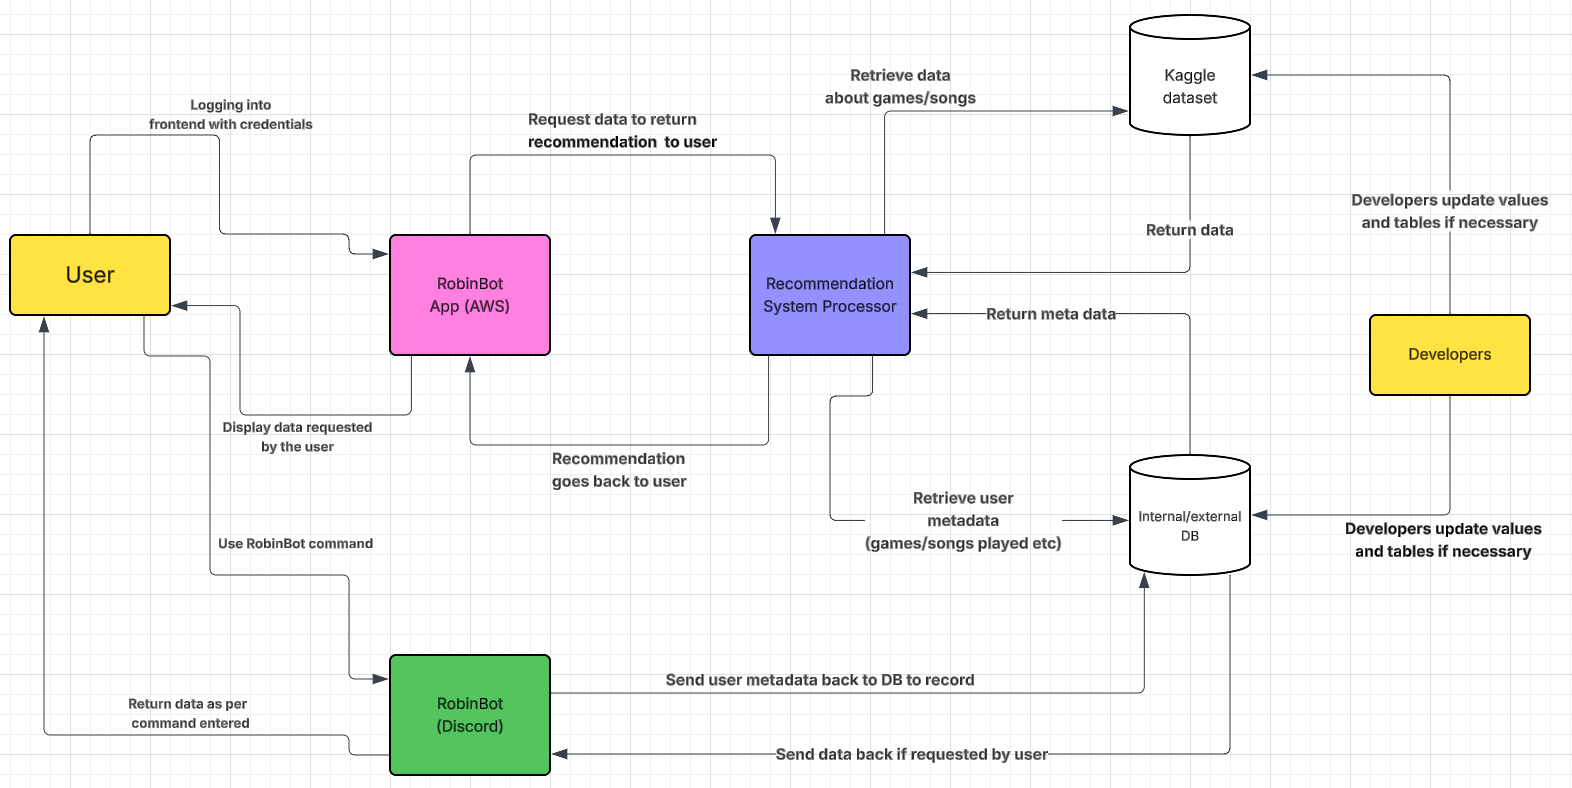 Kaggle
dataset
Retrieve data
about games/songs
Logging into
frontend with credentials
Request data to return
recommendation to user
Developers update values
and tables if necessary
Return data
User
RobinBot
App (AWS)
Recommendation
System Processor
Return meta data
Developers
Display data requested
by the user
Recommendation
goes back to user
Retrieve user
metadata
(games/songs played etc)
Internal/external
DB
Developers update values
and tables if necessary
Use RobinBot command
Send user metadata back to DB to record
RobinBot
(Discord)
Return data as per
command entered
Send data back if requested by user